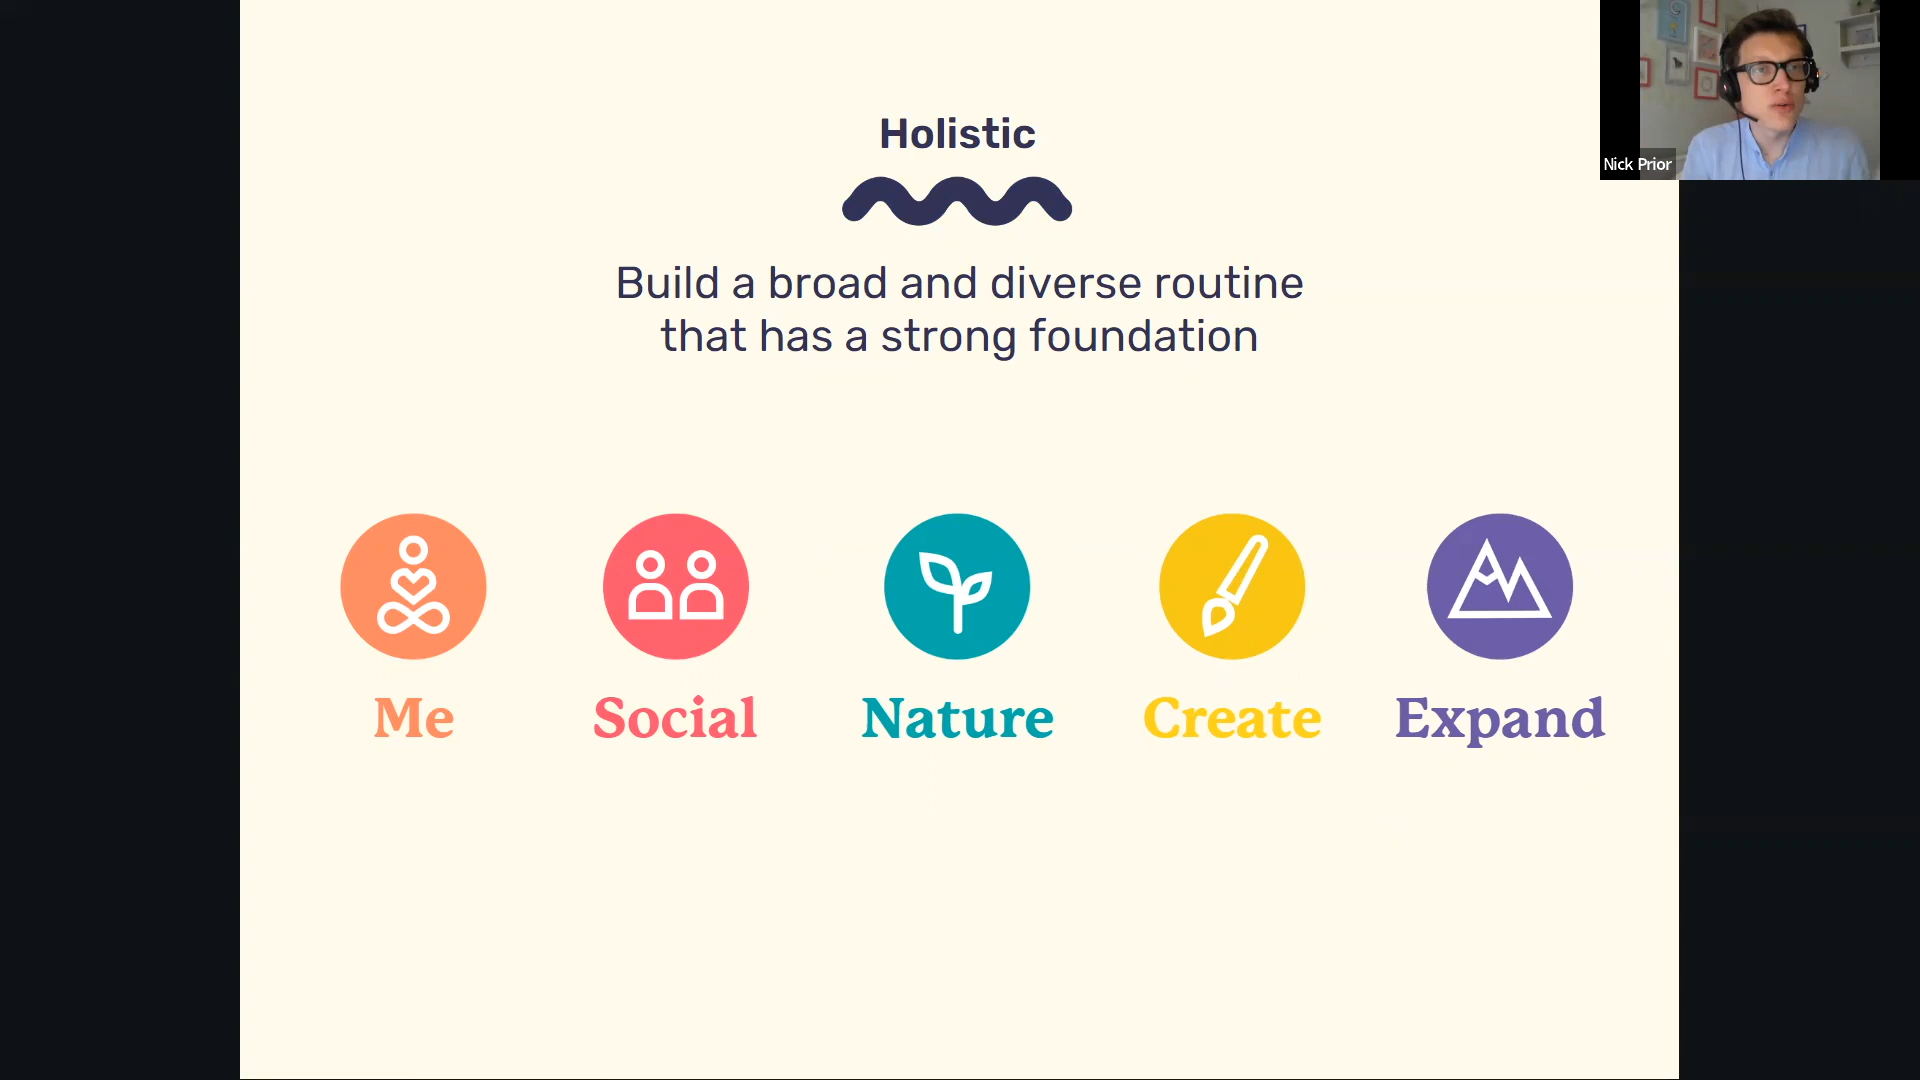 Holistic
Build a broad and diverse routine
that has a strong foundation
Me
Social
Nature
Create
Expand
Nick Prior